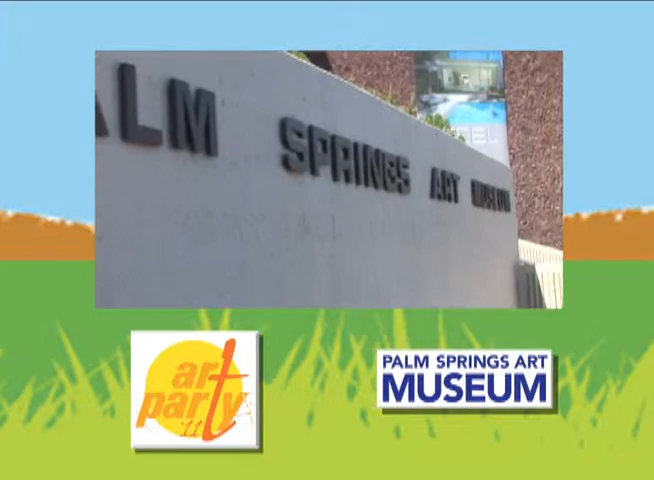 ALM SPRINGS ART MUSEUM
art
party
'11
PALM SPRINGS ART
MUSEUM